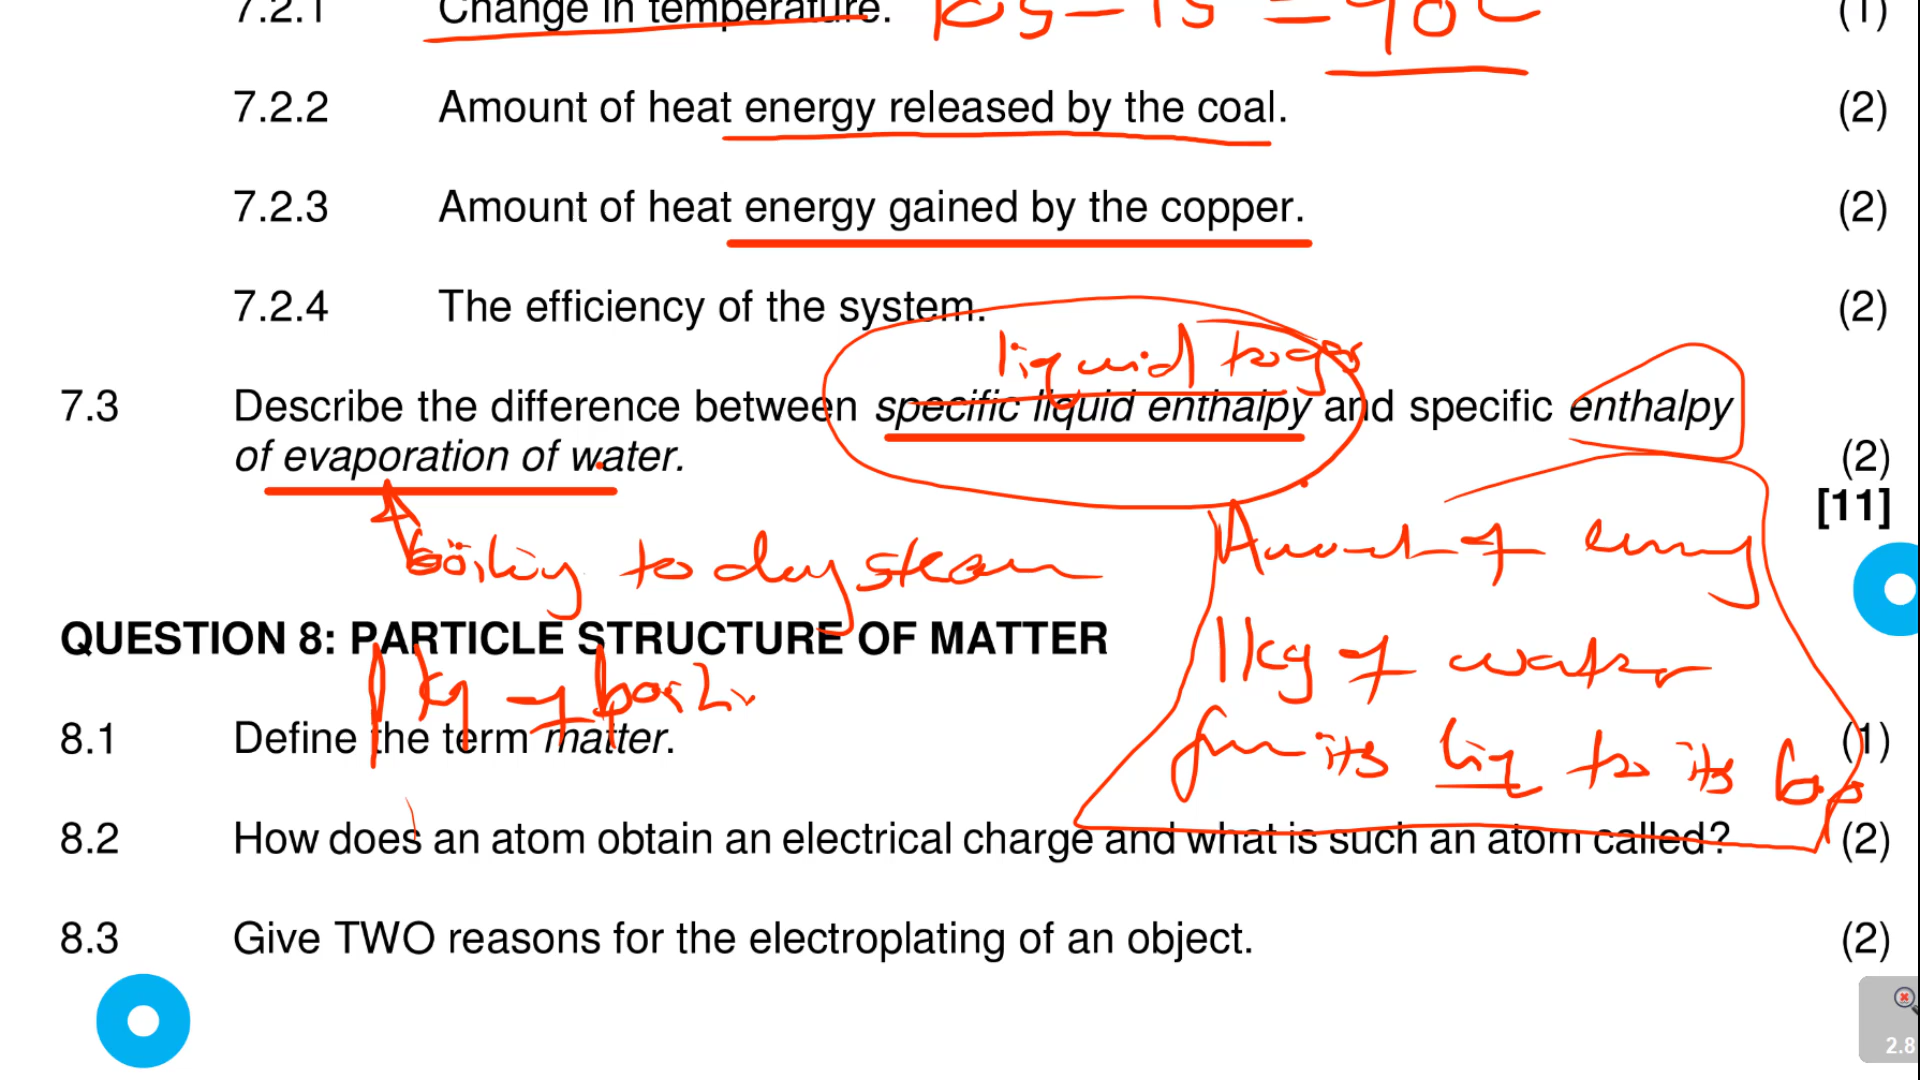 7.2.1 Change in temperature. 105 - 15 = 90°C (1)
7.2.2 Amount of heat energy released by the coal. (2)
7.2.3 Amount of heat energy gained by the copper. (2)
7.2.4 The efficiency of the system. (2)
liquid to gas
7.3 Describe the difference between specific liquid enthalpy and specific enthalpy
of evaporation of water. (2)
[11]
Amount of energy
boiling to dry steam
QUESTION 8: PARTICLE STRUCTURE OF MATTER
1kg of water
1kg of boili
8.1 Define the term matter. (1)
from its liq to its
8.2 How does an atom obtain an electrical charge and what is such an atom called? (2)
8.3 Give TWO reasons for the electroplating of an object. (2)
2.8